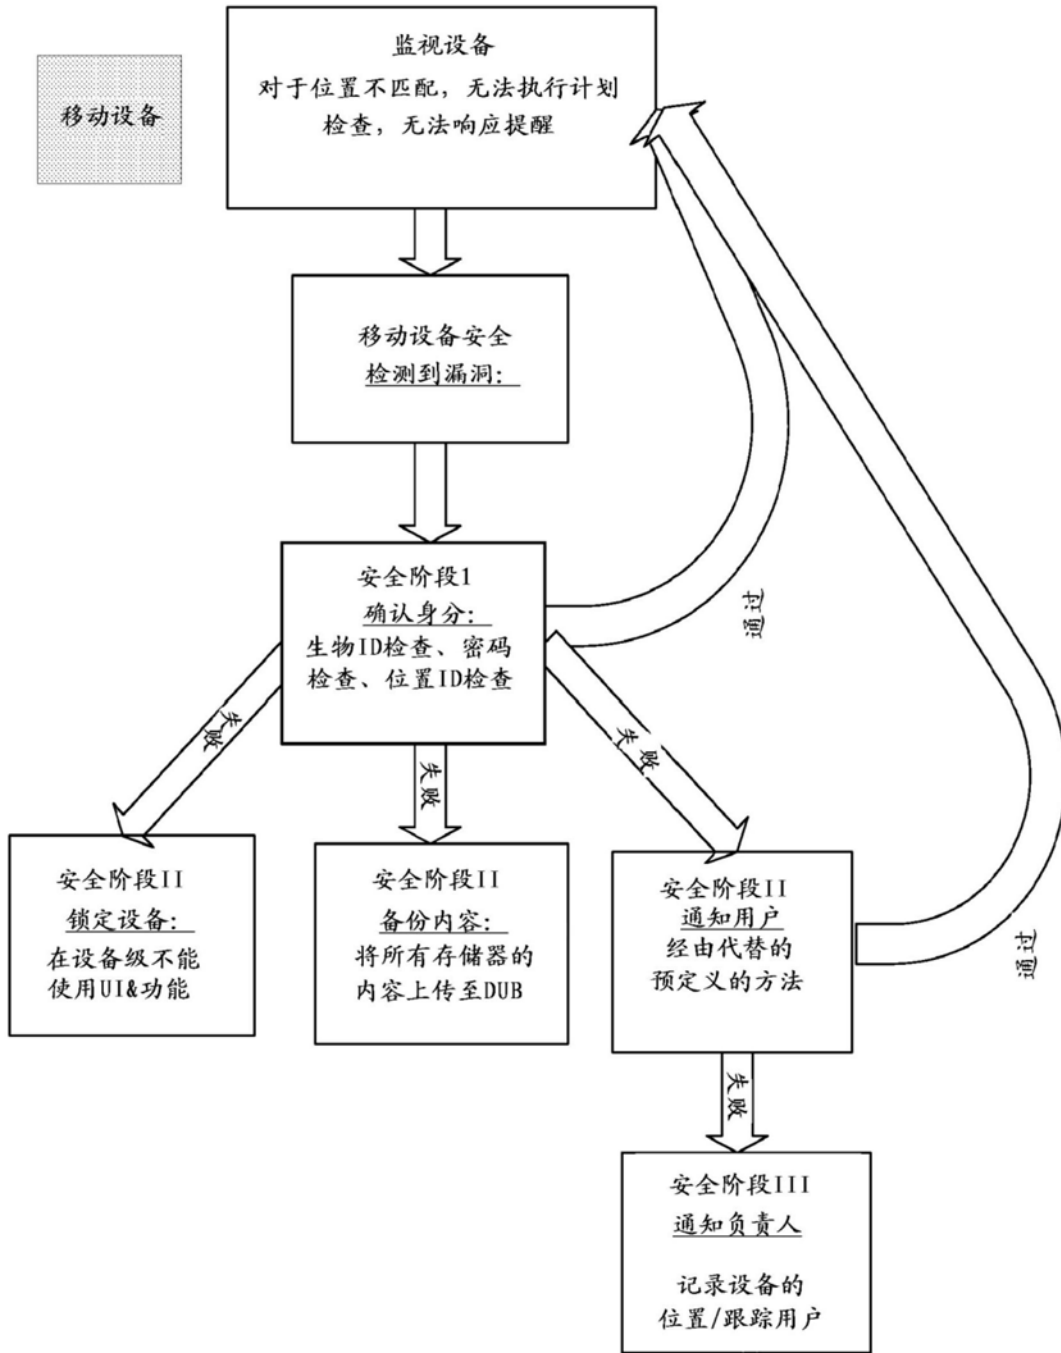 移动设备
监视设备
对于位置不匹配，无法执行计划
检查，无法响应提醒
移动设备安全
检测到漏洞：
安全阶段1
确认身分：
生物ID检查、密码
检查、位置ID检查
通过
失败
失败
失败
安全阶段II
锁定设备：
在设备级不能
使用UI&功能
安全阶段II
备份内容：
将所有存储器的
内容上传至DUB
安全阶段II
通知用户
经由代替的
预定义的方法
通过
失败
安全阶段III
通知负责人
记录设备的
位置/跟踪用户